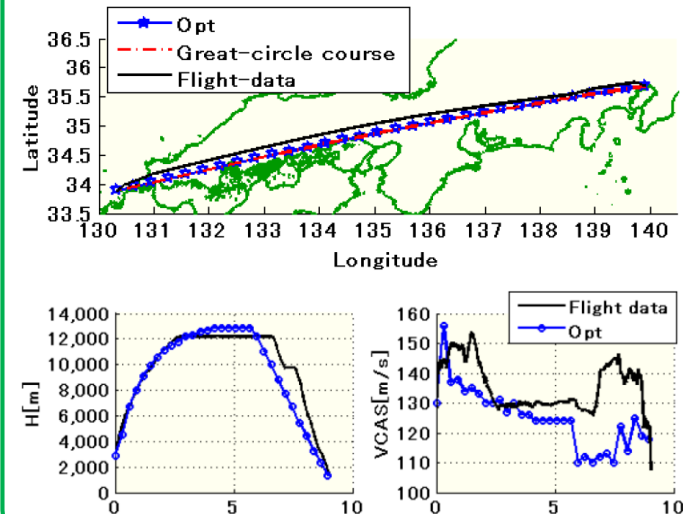 Opt
Great-circle course
Flight-data
36.5
36
35.5
35
34.5
34
33.5
Latitude
130 131 132 133 134 135 136 137 138 139 140
Longitude
14,000
12,000
10,000
8,000
6,000
4,000
2,000
0
H[m]
0 5 10
Flight data
Opt
160
150
140
130
120
110
100
VCAS[m/s]
0 5 10